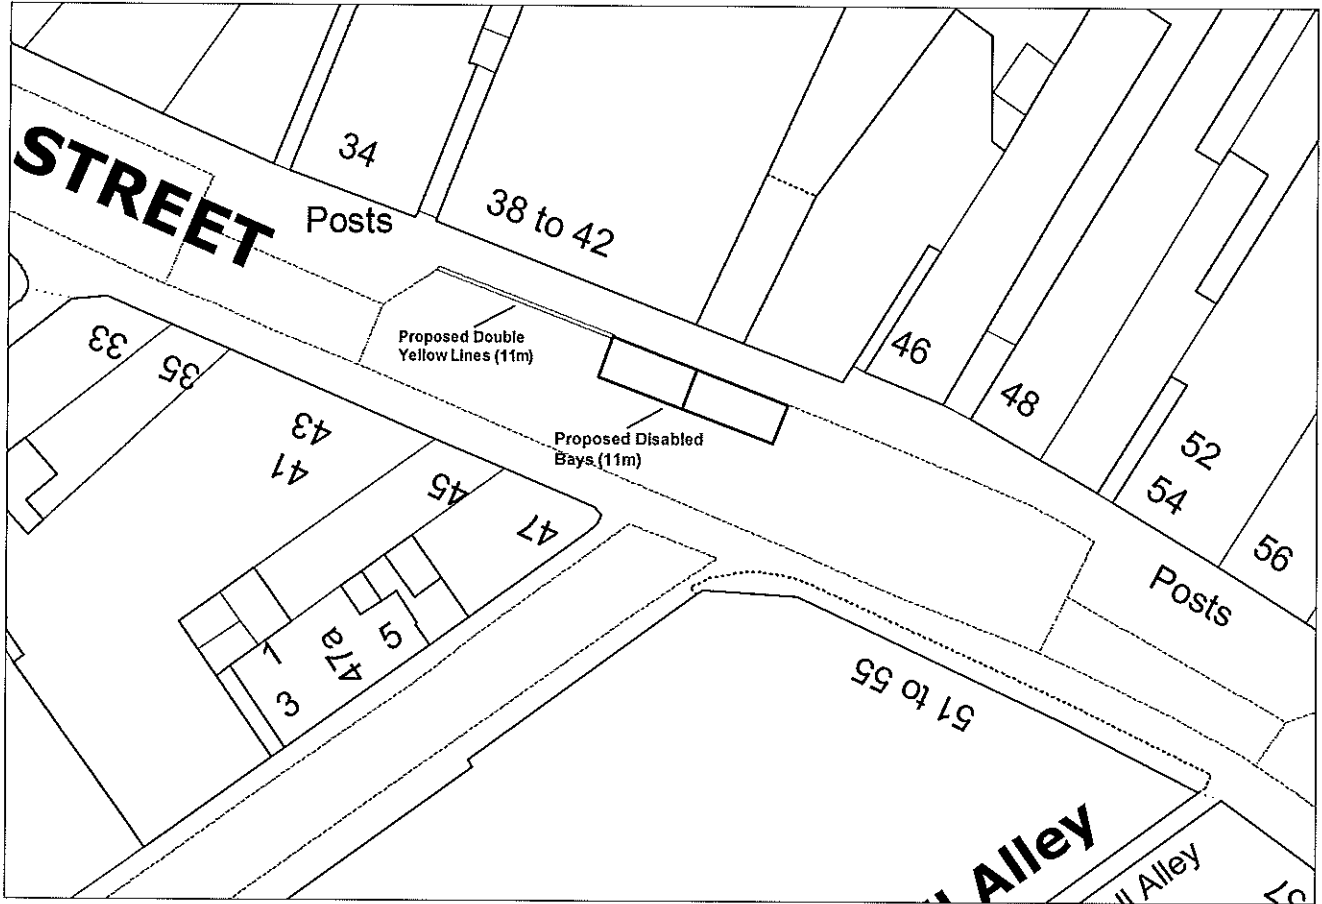 STREET
34
Posts
38 to 42
33
35
Proposed Double
Yellow Lines (11m)
46
48
43
41
Proposed Disabled
Bays (11m)
45
47
52
54
56
Posts
1
47a
5
3
51 to 55
Alley
Alley
57